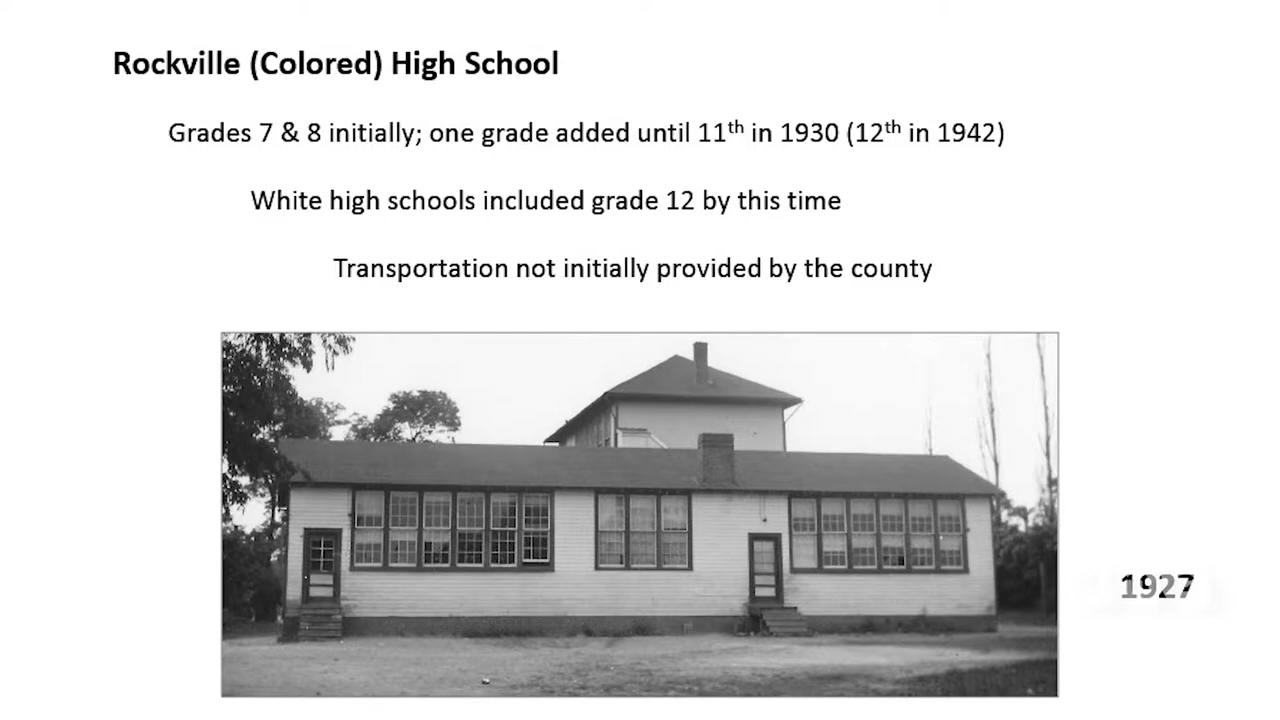 Rockville (Colored) High School
Grades 7 & 8 initially; one grade added until 11th in 1930 (12th in 1942)
White high schools included grade 12 by this time
Transportation not initially provided by the county
1927